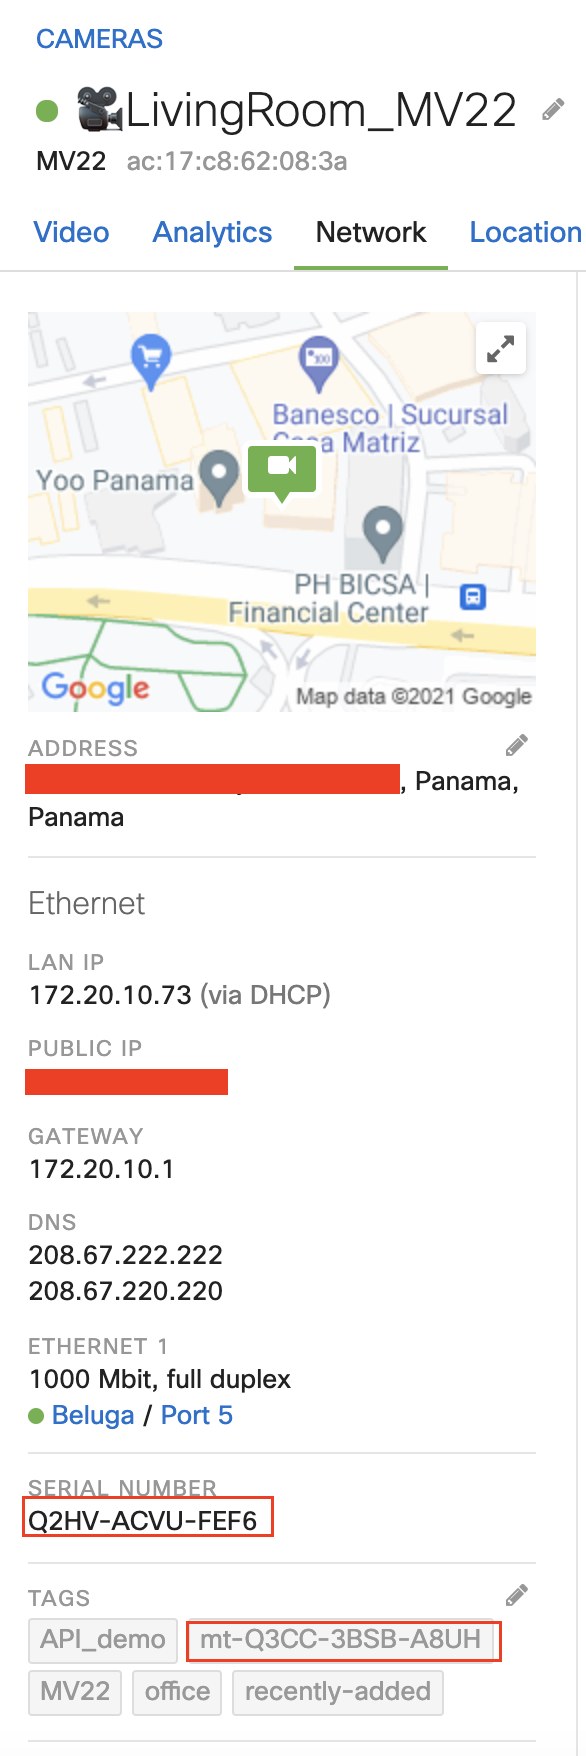 CAMERAS
🎥LivingRoom_MV22
MV22 ac:17:c8:62:08:3a
Video Analytics Network Location
Banesco | Sucursal
Casa Matriz
Yoo Panama
PH BICSA |
Financial Center
Google
Map data ©2021 Google
ADDRESS
, Panama,
Panama
Ethernet
LAN IP
172.20.10.73 (via DHCP)
PUBLIC IP
GATEWAY
172.20.10.1
DNS
208.67.222.222
208.67.220.220
ETHERNET 1
1000 Mbit, full duplex
Beluga / Port 5
SERIAL NUMBER
Q2HV-ACVU-FEF6
TAGS
API_demo mt-Q3CC-3BSB-A8UH
MV22 office recently-added